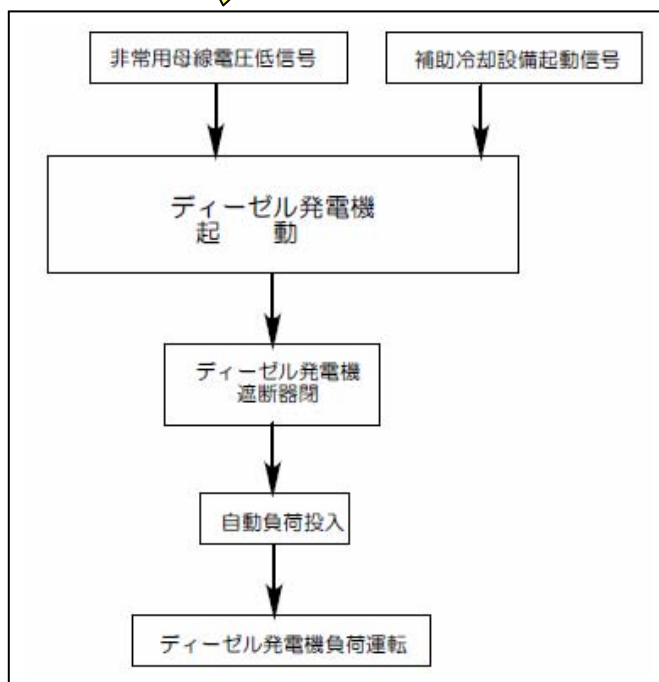 非常用母線電圧低信号
補助冷却設備起動信号
ディーゼル発電機
起 動
ディーゼル発電機
遮断器閉
自動負荷投入
ディーゼル発電機負荷運転